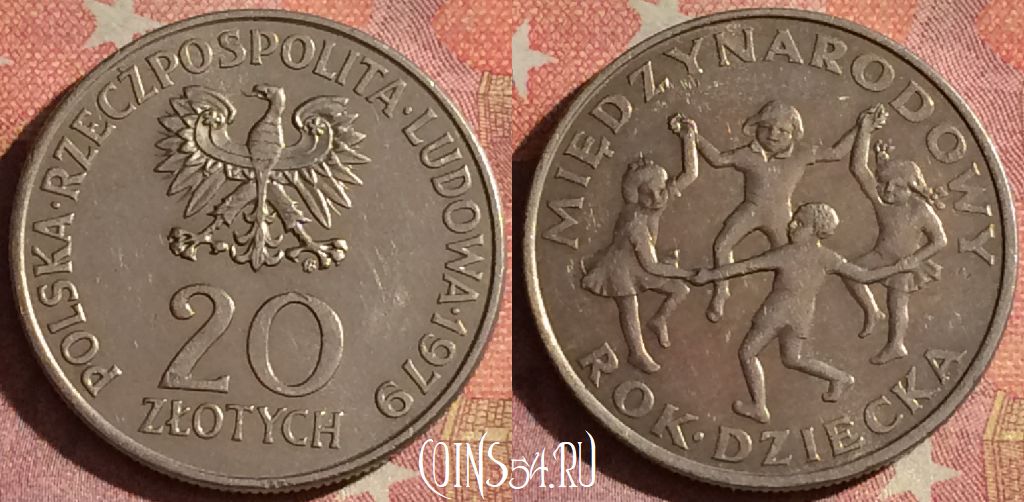 POLSKA·RZECZPOSPOLITA·LUDOWA·1979
20
ZŁOTYCH
MIĘDZYNARODOWY
ROK·DZIECKA
COINS54.RU